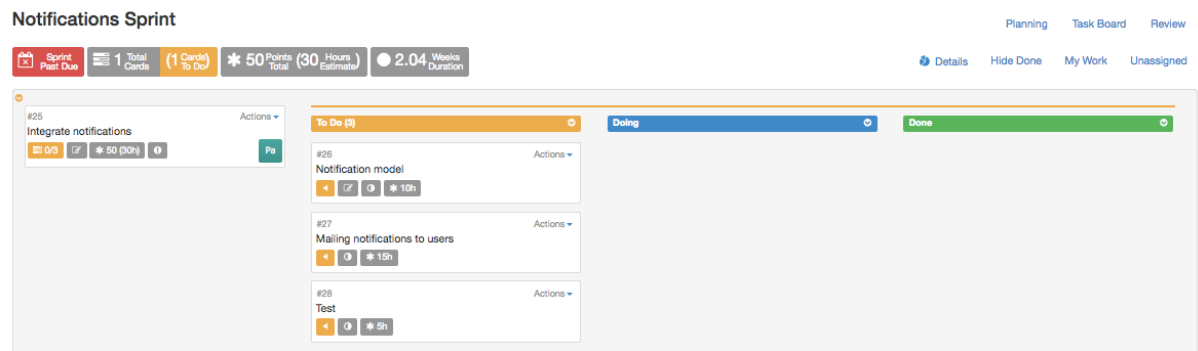 Notifications Sprint
Planning Task Board Review
Sprint Past Due 1 Total Cards (1 Cards To Do) 50 Points Total (30 Hours Estimate) 2.04 Weeks Duration
Details Hide Done My Work Unassigned
#25 Actions
Integrate notifications
0/3 50 (30h) Pa
To Do (3) Doing Done
#26 Actions
Notification model
10h
#27 Actions
Mailing notifications to users
15h
#28 Actions
Test
5h